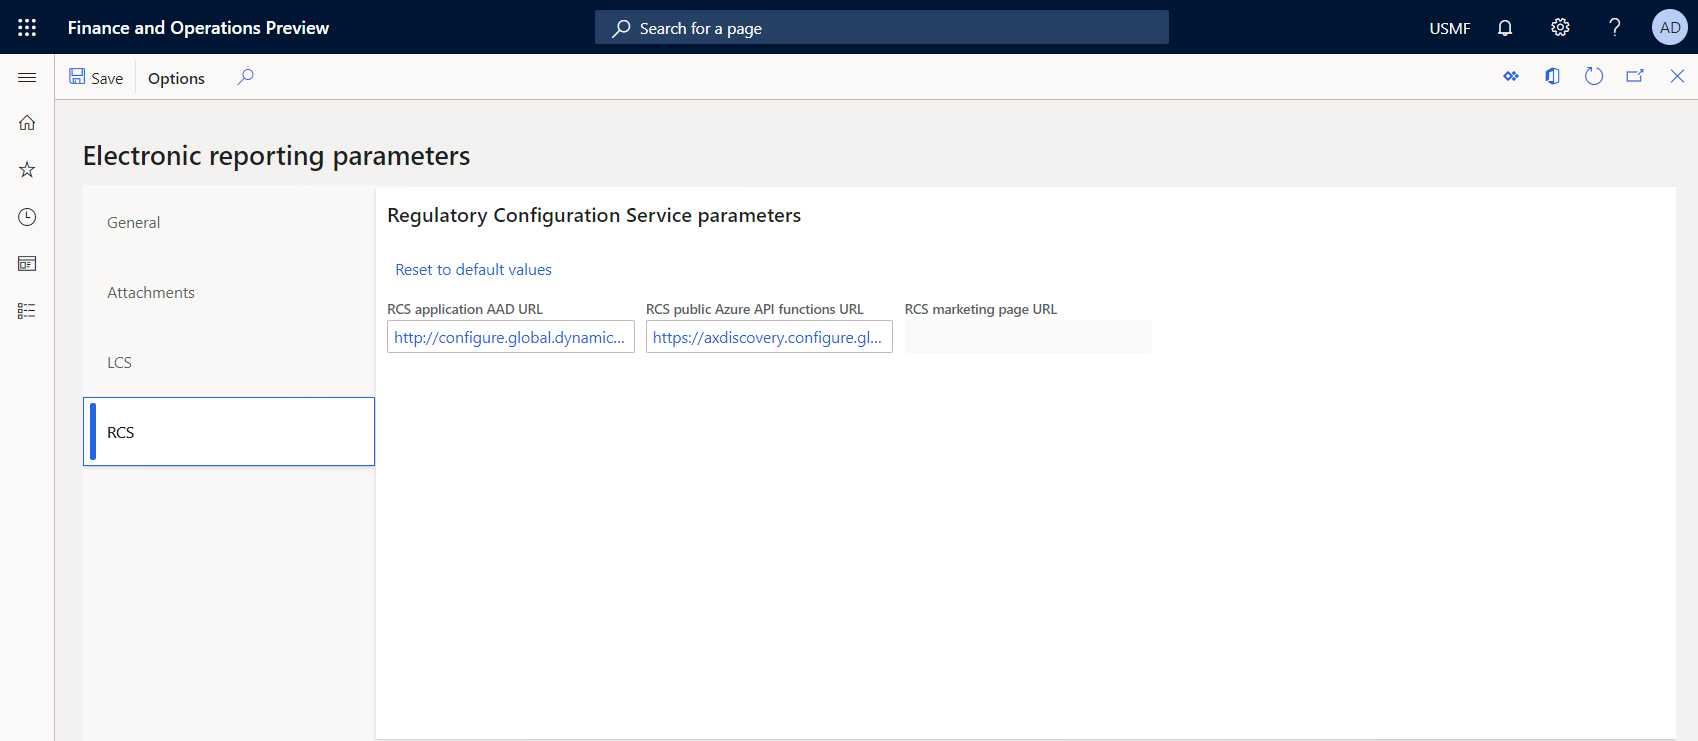 Finance and Operations Preview
Search for a page
USMF
?
AD
Save
Options
Electronic reporting parameters
General
Attachments
LCS
RCS
Regulatory Configuration Service parameters
Reset to default values
RCS application AAD URL
http://configure.global.dynamic...
RCS public Azure API functions URL
https://axdiscovery.configure.gl...
RCS marketing page URL